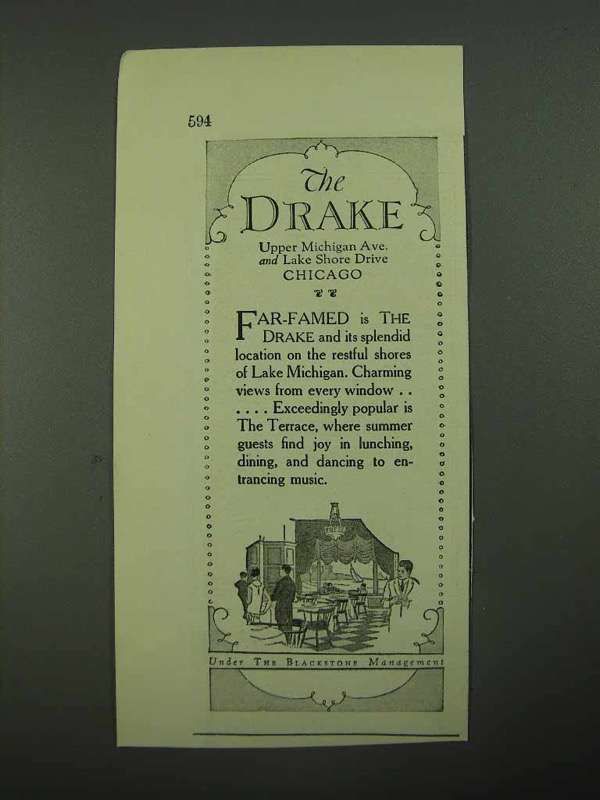 594
The
DRAKE
Upper Michigan Ave.
and Lake Shore Drive
CHICAGO
FAR-FAMED is THE
DRAKE and its splendid
location on the restful shores
of Lake Michigan. Charming
views from every window . .
. . . . Exceedingly popular is
The Terrace, where summer
guests find joy in lunching,
dining, and dancing to en-
trancing music.
Under THE BLACKSTONE Management